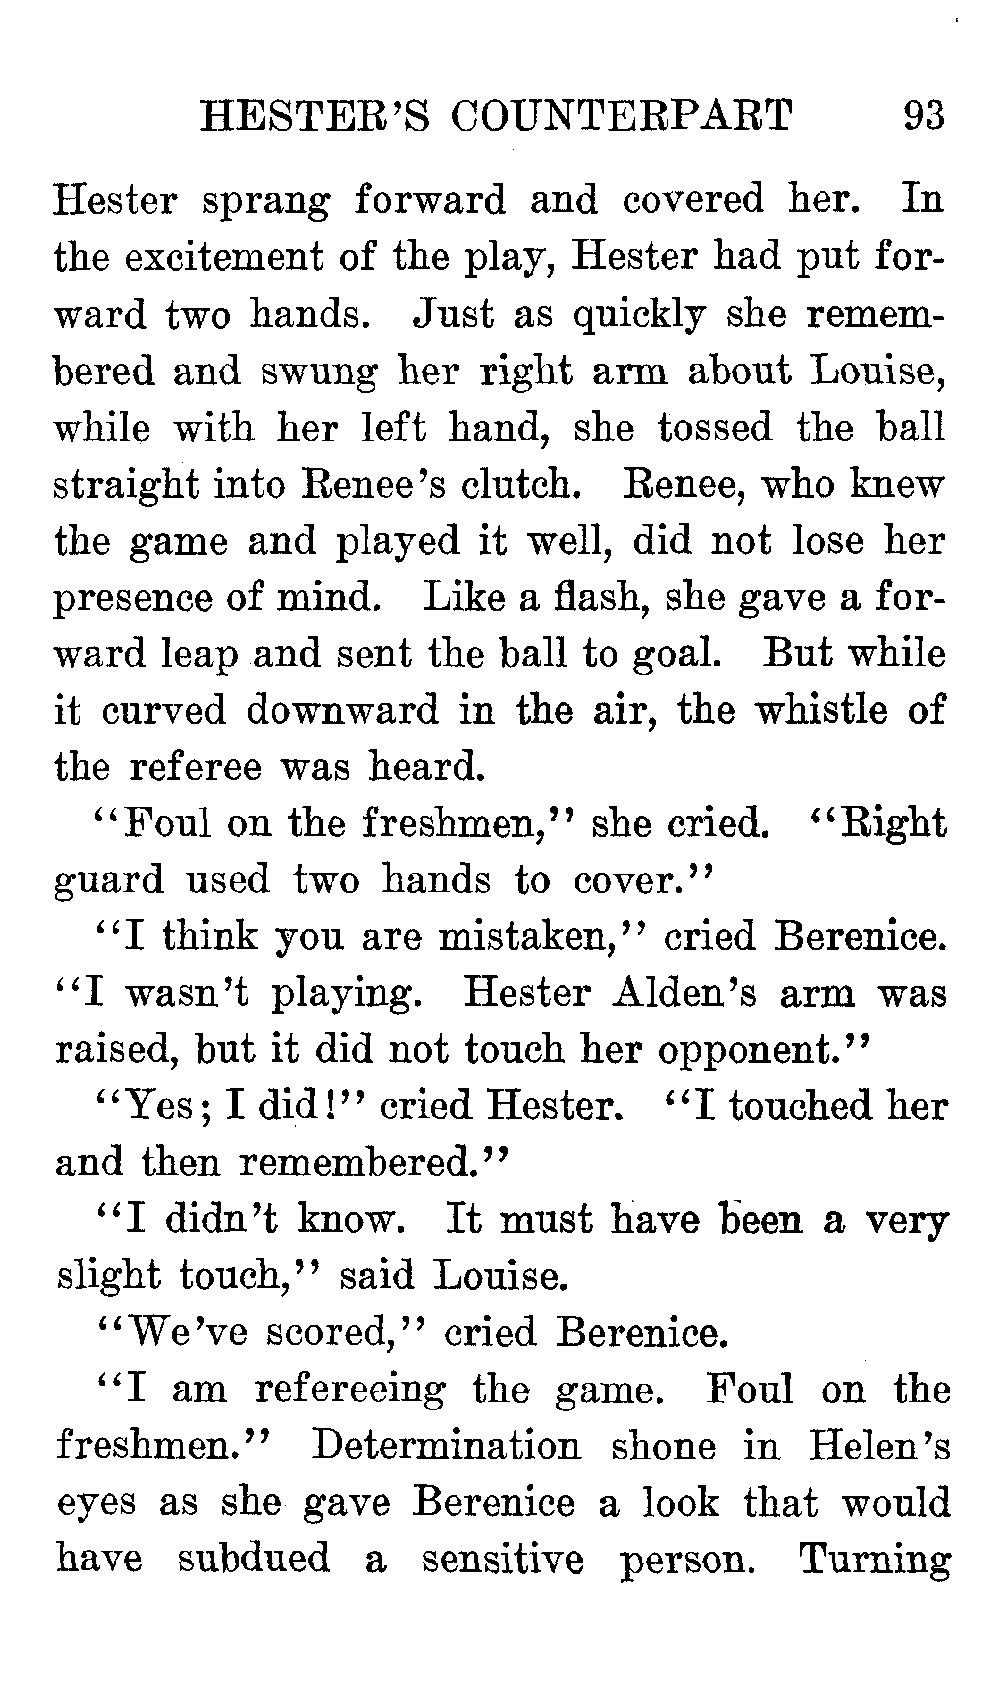 HESTER'S COUNTERPART 93
Hester sprang forward and covered her. In
the excitement of the play, Hester had put for-
ward two hands. Just as quickly she remem-
bered and swung her right arm about Louise,
while with her left hand, she tossed the ball
straight into Renee's clutch. Renee, who knew
the game and played it well, did not lose her
presence of mind. Like a flash, she gave a for-
ward leap and sent the ball to goal. But while
it curved downward in the air, the whistle of
the referee was heard.
"Foul on the freshmen," she cried. "Right
guard used two hands to cover."
"I think you are mistaken," cried Berenice.
"I wasn't playing. Hester Alden's arm was
raised, but it did not touch her opponent."
"Yes; I did!" cried Hester. "I touched her
and then remembered."
"I didn't know. It must have been a very
slight touch," said Louise.
"We've scored," cried Berenice.
"I am refereeing the game. Foul on the
freshmen." Determination shone in Helen's
eyes as she gave Berenice a look that would
have subdued a sensitive person. Turning